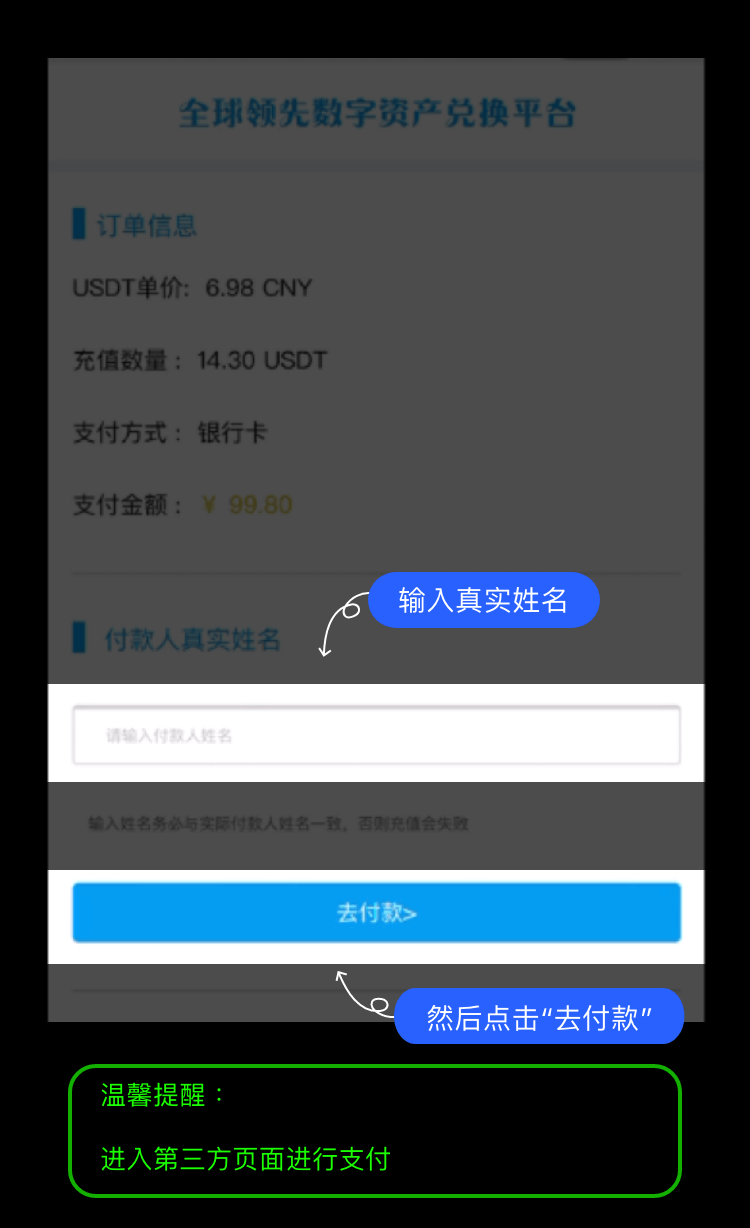 全球领先数字资产兑换平台
订单信息
USDT单价: 6.98 CNY
充值数量： 14.30 USDT
支付方式： 银行卡
支付金额： ¥ 99.80
输入真实姓名
付款人真实姓名
请输入付款人姓名
输入姓名务必与实际付款人姓名一致，否则充值会失败
去付款>
然后点击“去付款”
温馨提醒：
进入第三方页面进行支付